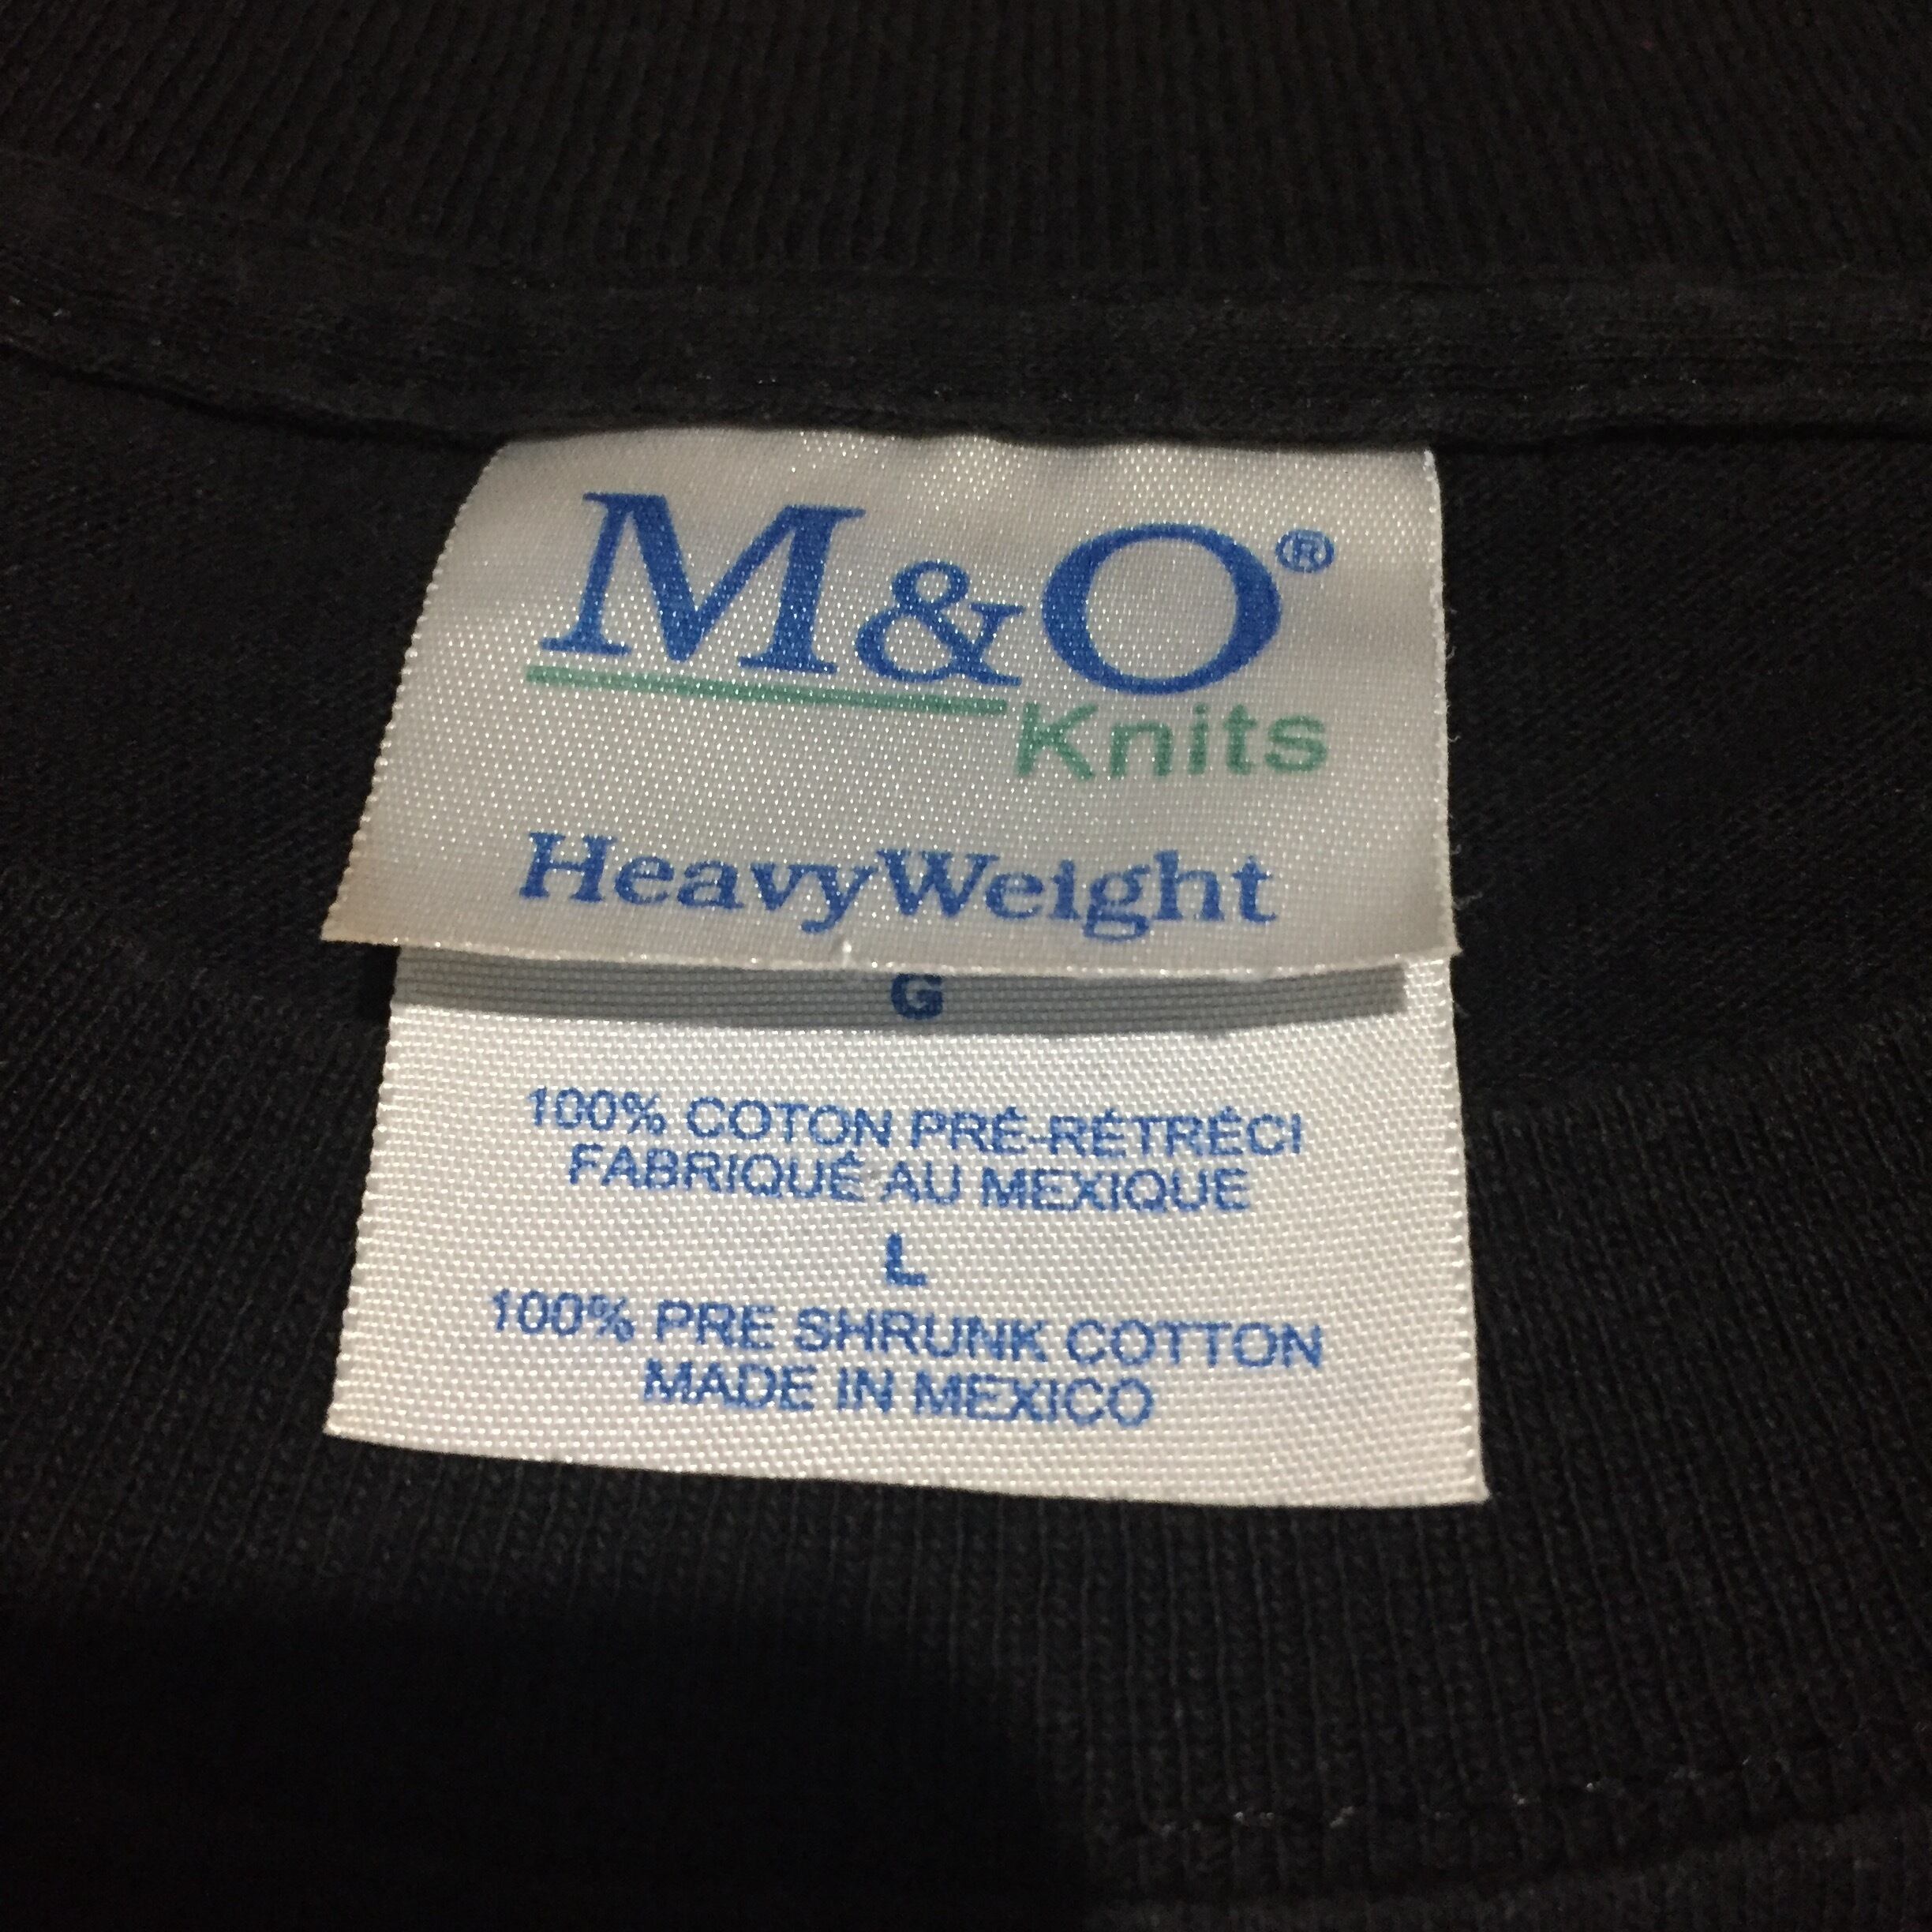 M&O®
Knits
HeavyWeight
G
100% COTON PRÉ-RÉTRÉCI
FABRIQUÉ AU MEXIQUE
L
100% PRE SHRUNK COTTON
MADE IN MEXICO